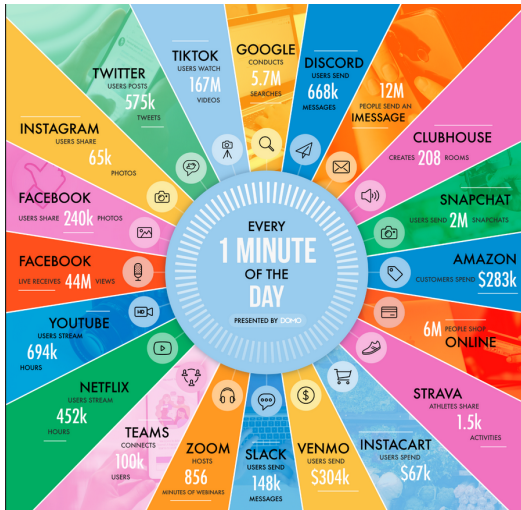 GOOGLE
CONDUCTS
5.7M
SEARCHES
DISCORD
USERS SEND
668k
MESSAGES
12M
PEOPLE SEND AN
IMESSAGE
CLUBHOUSE
CREATES 208 ROOMS
SNAPCHAT
USERS SEND 2M SNAPCHATS
AMAZON
CUSTOMERS SPEND $283k
6M PEOPLE SHOP
ONLINE
STRAVA
ATHLETES SHARE
1.5k
ACTIVITIES
INSTACART
USERS SPEND
$67k
VENMO
USERS SEND
$304k
SLACK
USERS SEND
148k
MESSAGES
ZOOM
HOSTS
856
MINUTES OF WEBINARS
TEAMS
CONNECTS
100k
USERS
NETFLIX
USERS STREAM
452k
HOURS
YOUTUBE
USERS STREAM
694k
HOURS
FACEBOOK
LIVE RECEIVES 44M VIEWS
FACEBOOK
USERS SHARE 240k PHOTOS
INSTAGRAM
USERS SHARE
65k
PHOTOS
TWITTER
USERS POSTS
575k
TWEETS
TIKTOK
USERS WATCH
167M
VIDEOS
EVERY
1 MINUTE
OF THE
DAY
PRESENTED BY DOMO
HD